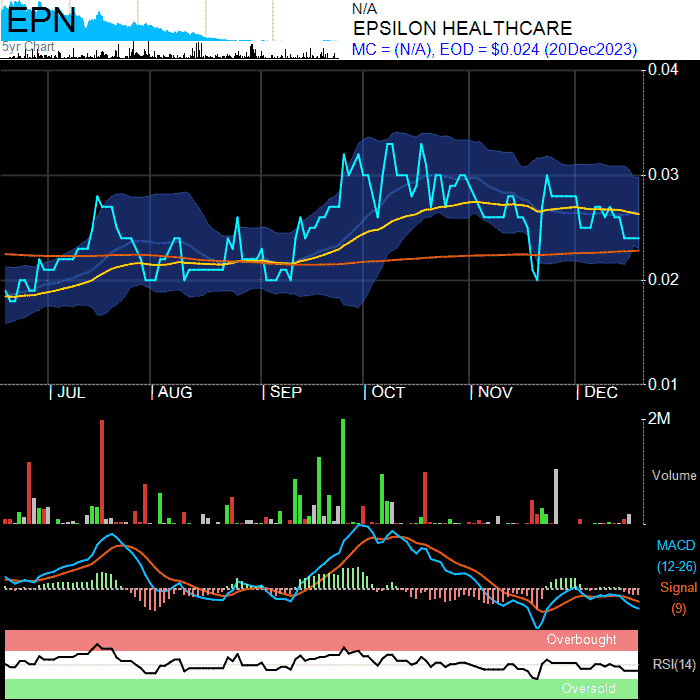 EPN
5yr Chart
N/A
EPSILON HEALTHCARE
MC = (N/A), EOD = $0.024 (20Dec2023)
0.04
0.03
0.02
0.01
JUL AUG SEP OCT NOV DEC
2M
Volume
MACD
(12-26)
Signal
(9)
Overbought
RSI(14)
Oversold